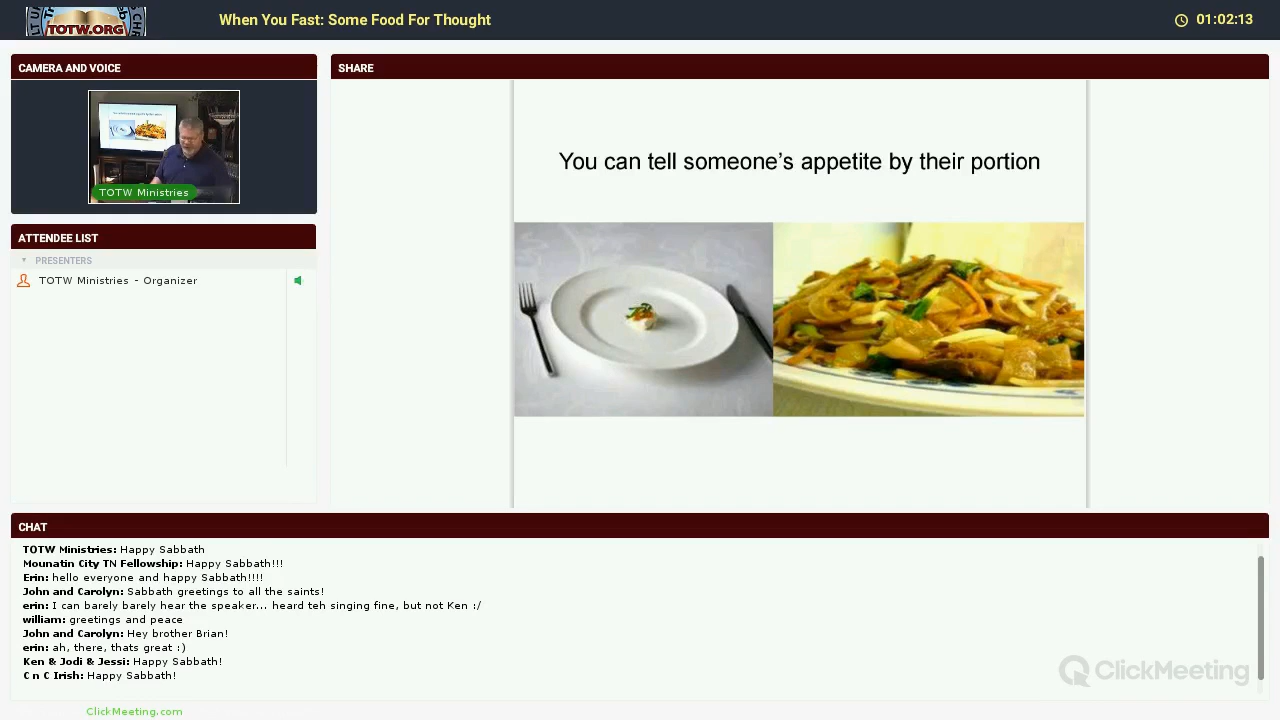 TOTW.ORG
When You Fast: Some Food For Thought
01:02:13
CAMERA AND VOICE
SHARE
TOTW Ministries
You can tell someone’s appetite by their portion
ATTENDEE LIST
PRESENTERS
TOTW Ministries - Organizer
CHAT
TOTW Ministries: Happy Sabbath
Mounatin City TN Fellowship: Happy Sabbath!!!
Erin: hello everyone and happy Sabbath!!!!
John and Carolyn: Sabbath greetings to all the saints!
erin: I can barely barely hear the speaker... heard teh singing fine, but not Ken :/
william: greetings and peace
John and Carolyn: Hey brother Brian!
erin: ah, there, thats great :)
Ken & Jodi & Jessi: Happy Sabbath!
C n C Irish: Happy Sabbath!
ClickMeeting
ClickMeeting.com